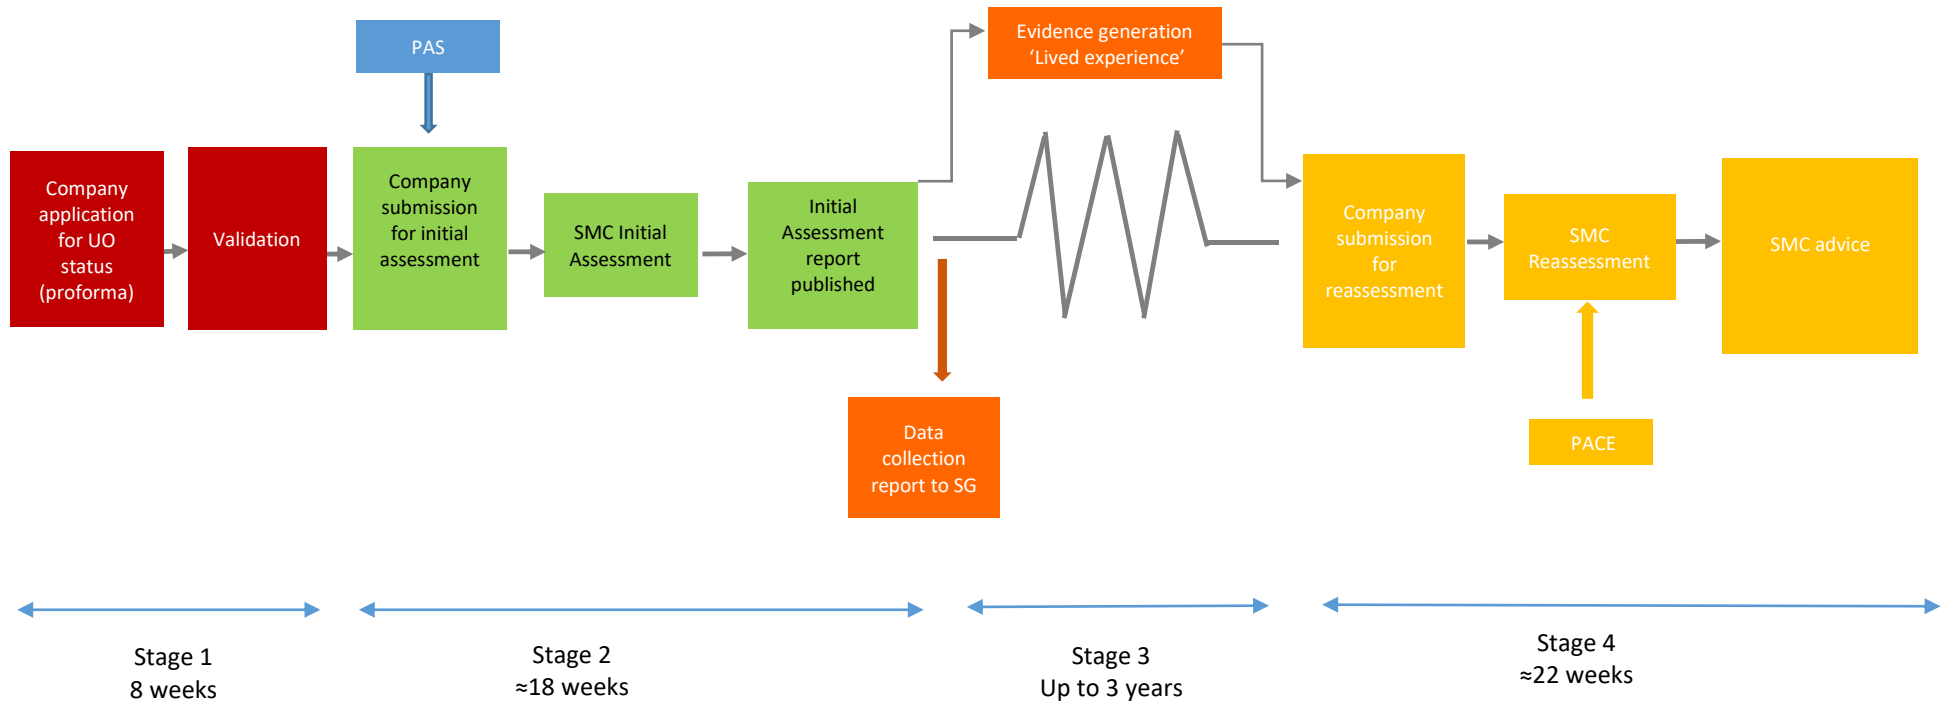 PAS
Evidence generation
‘Lived experience’
Company
application
for UO
status
(proforma)
Validation
Company
submission
for initial
assessment
SMC Initial
Assessment
Initial
Assessment
report
published
Company
submission
for
reassessment
SMC
Reassessment
SMC advice
Data
collection
report to SG
PACE
Stage 1
8 weeks
Stage 2
≈18 weeks
Stage 3
Up to 3 years
Stage 4
≈22 weeks